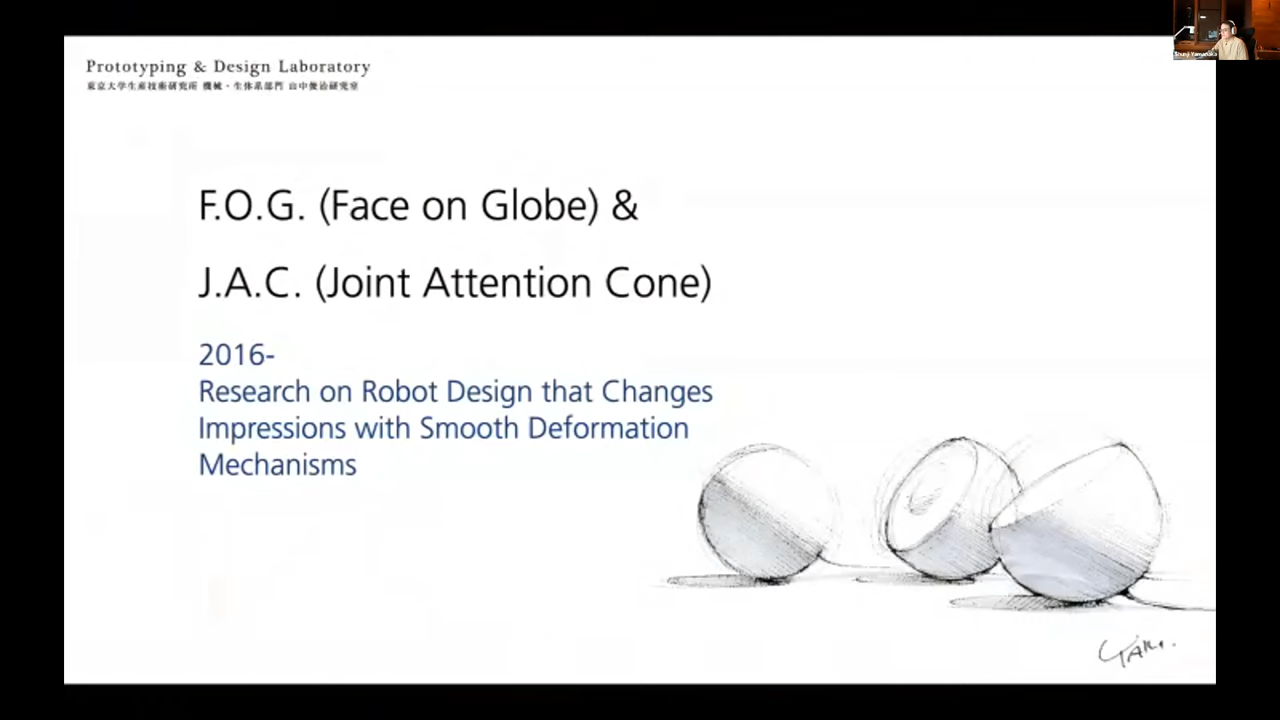 Prototyping & Design Laboratory
東京大学生産技術研究所 機械・生体系部門 山中俊治研究室
F.O.G. (Face on Globe) &
J.A.C. (Joint Attention Cone)
2016-
Research on Robot Design that Changes
Impressions with Smooth Deformation
Mechanisms
Shunji Yamanaka